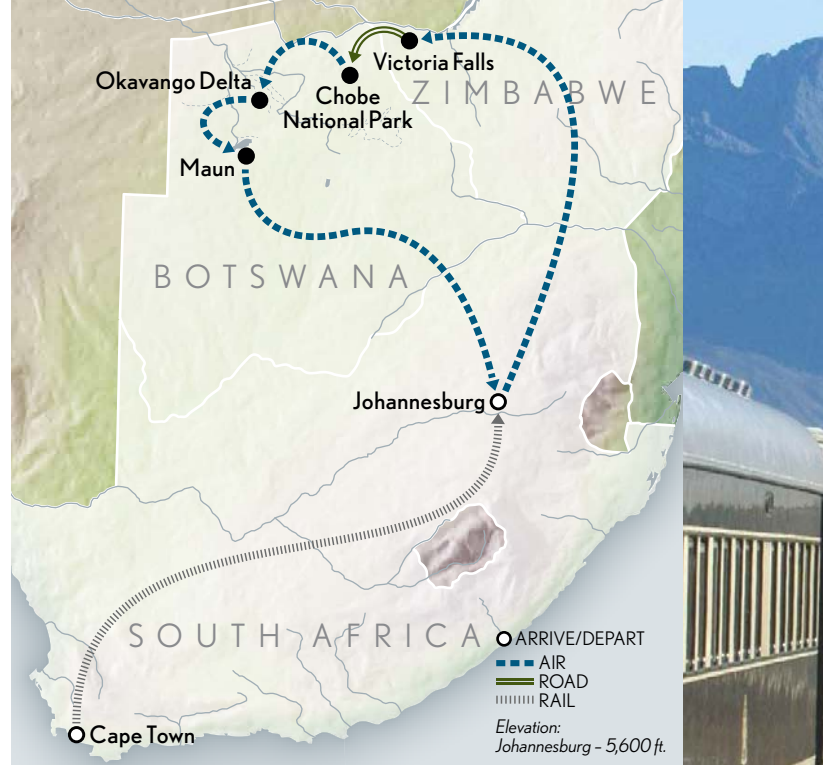 Victoria Falls
Okavango Delta
Chobe
National Park
ZIMBABWE
Maun
BOTSWANA
Johannesburg
SOUTH AFRICA
ARRIVE/DEPART
AIR
ROAD
RAIL
Elevation:
Johannesburg – 5,600 ft.
Cape Town